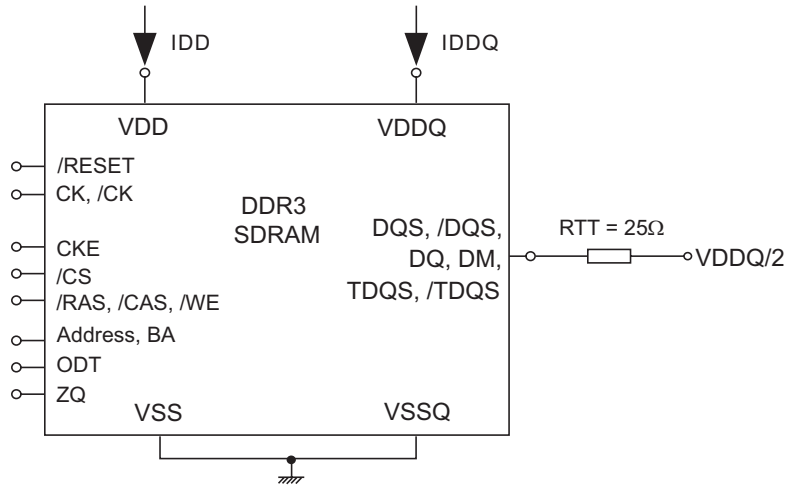 IDD
IDDQ
VDD
VDDQ
/RESET
CK, /CK
CKE
/CS
/RAS, /CAS, /WE
Address, BA
ODT
ZQ
DDR3
SDRAM
DQS, /DQS,
DQ, DM,
TDQS, /TDQS
RTT = 25Ω
VDDQ/2
VSS
VSSQ